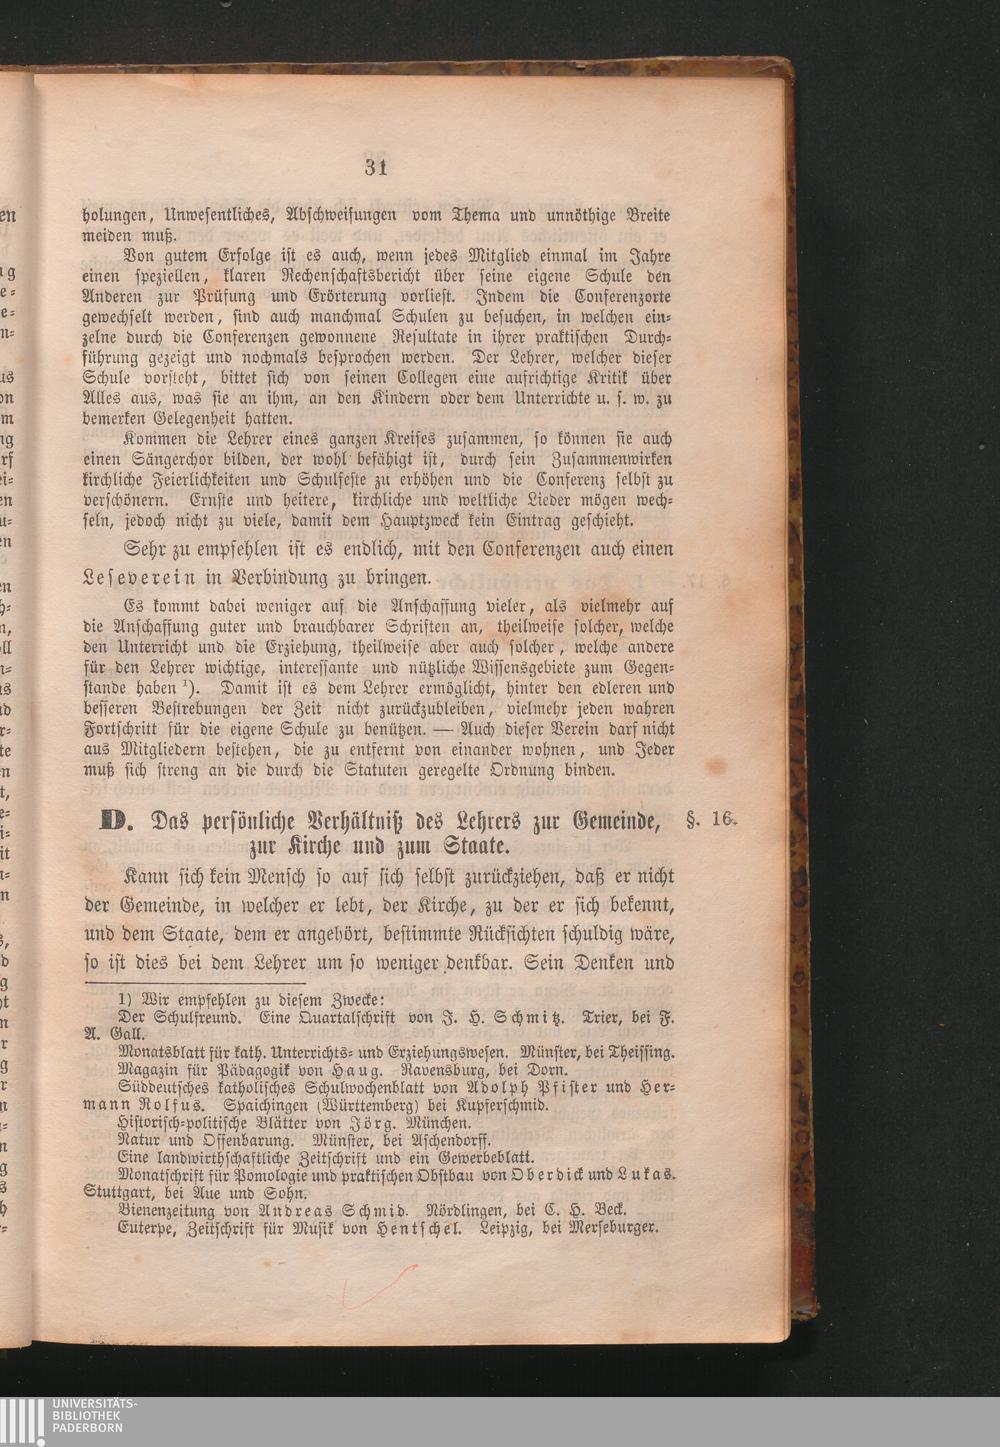 31
holungen, Unwesentliches, Abschweifungen vom Thema und unnöthige Breite
meiden muß.
Von gutem Erfolge ist es auch, wenn jedes Mitglied einmal im Jahre
einen speziellen, klaren Rechenschaftsbericht über seine eigene Schule den
Anderen zur Prüfung und Erörterung vorliest. Indem die Conferenzorte
gewechselt werden, sind auch manchmal Schulen zu besuchen, in welchen ein-
zelne durch die Conferenzen gewonnene Resultate in ihrer praktischen Durch-
führung gezeigt und nochmals besprochen werden. Der Lehrer, welcher dieser
Schule vorsteht, bittet sich von seinen Collegen eine aufrichtige Kritik über
Alles aus, was sie an ihm, an den Kindern oder dem Unterrichte u. s. w. zu
bemerken Gelegenheit hatten.
Kommen die Lehrer eines ganzen Kreises zusammen, so können sie auch
einen Sängerchor bilden, der wohl befähigt ist, durch sein Zusammenwirken
kirchliche Feierlichkeiten und Schulfeste zu erhöhen und die Conferenz selbst zu
verschönern. Ernste und heitere, kirchliche und weltliche Lieder mögen wech-
seln, jedoch nicht zu viele, damit dem Hauptzweck kein Eintrag geschieht.
Sehr zu empfehlen ist es endlich, mit den Conferenzen auch einen
Leseverein in Verbindung zu bringen.
Es kommt dabei weniger auf die Anschaffung vieler, als vielmehr auf
die Anschaffung guter und brauchbarer Schriften an, theilweise solcher, welche
den Unterricht und die Erziehung, theilweise aber auch solcher, welche andere
für den Lehrer wichtige, interessante und nützliche Wissensgebiete zum Gegen-
stande haben ¹). Damit ist es dem Lehrer ermöglicht, hinter den edleren und
besseren Bestrebungen der Zeit nicht zurückzubleiben, vielmehr jeden wahren
Fortschritt für die eigene Schule zu benützen. — Auch dieser Verein darf nicht
aus Mitgliedern bestehen, die zu entfernt von einander wohnen, und Jeder
muß sich streng an die durch die Statuten geregelte Ordnung binden.
D. Das persönliche Verhältniß des Lehrers zur Gemeinde, §. 16.
zur Kirche und zum Staate.
Kann sich kein Mensch so auf sich selbst zurückziehen, daß er nicht
der Gemeinde, in welcher er lebt, der Kirche, zu der er sich bekennt,
und dem Staate, dem er angehört, bestimmte Rücksichten schuldig wäre,
so ist dies bei dem Lehrer um so weniger denkbar. Sein Denken und
1) Wir empfehlen zu diesem Zwecke:
Der Schulfreund. Eine Quartalschrift von J. H. Schmitz. Trier, bei F.
A. Gall.
Monatsblatt für kath. Unterrichts- und Erziehungswesen. Münster, bei Theissing.
Magazin für Pädagogik von Haug. Ravensburg, bei Dorn.
Süddeutsches katholisches Schulwochenblatt von Adolph Pfister und Her-
mann Rolfus. Spaichingen (Württemberg) bei Kupferschmid.
Historisch-politische Blätter von Jörg. München.
Natur und Offenbarung. Münster, bei Aschendorff.
Eine landwirthschaftliche Zeitschrift und ein Gewerbeblatt.
Monatschrift für Pomologie und praktischen Obstbau von Oberdick und Lukas.
Stuttgart, bei Aue und Sohn.
Bienenzeitung von Andreas Schmid. Nördlingen, bei C. H. Beck.
Euterpe, Zeitschrift für Musik von Hentschel. Leipzig, bei Merseburger.
UNIVERSITÄTS-
BIBLIOTHEK
PADERBORN